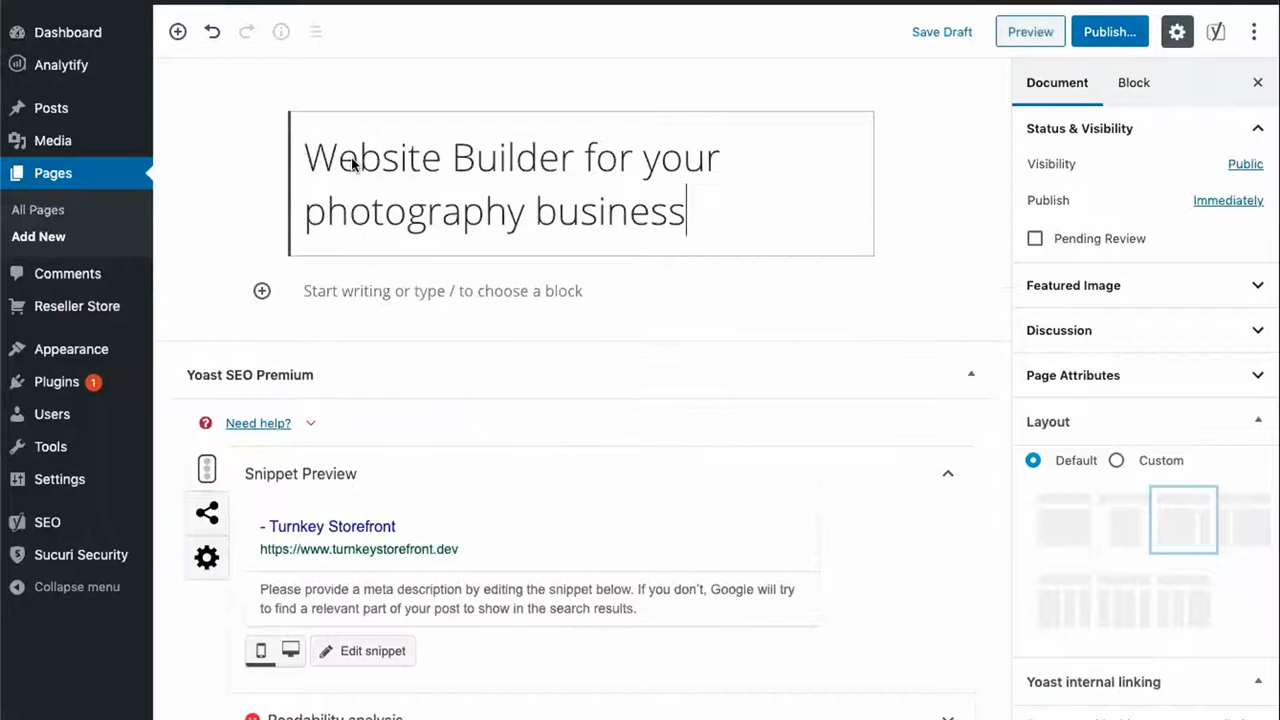 Dashboard
Analytify
Posts
Media
Pages
All Pages
Add New
Comments
Reseller Store
Appearance
Plugins 1
Users
Tools
Settings
SEO
Sucuri Security
Collapse menu
Save Draft
Preview
Publish...
Website Builder for your
photography business
Start writing or type / to choose a block
Yoast SEO Premium
Need help?
Snippet Preview
- Turnkey Storefront
https://www.turnkeystorefront.dev
Please provide a meta description by editing the snippet below. If you don't, Google will try
to find a relevant part of your post to show in the search results.
Edit snippet
Readability analysis
Document Block
Status & Visibility
Visibility Public
Publish Immediately
Pending Review
Featured Image
Discussion
Page Attributes
Layout
Default Custom
Yoast internal linking